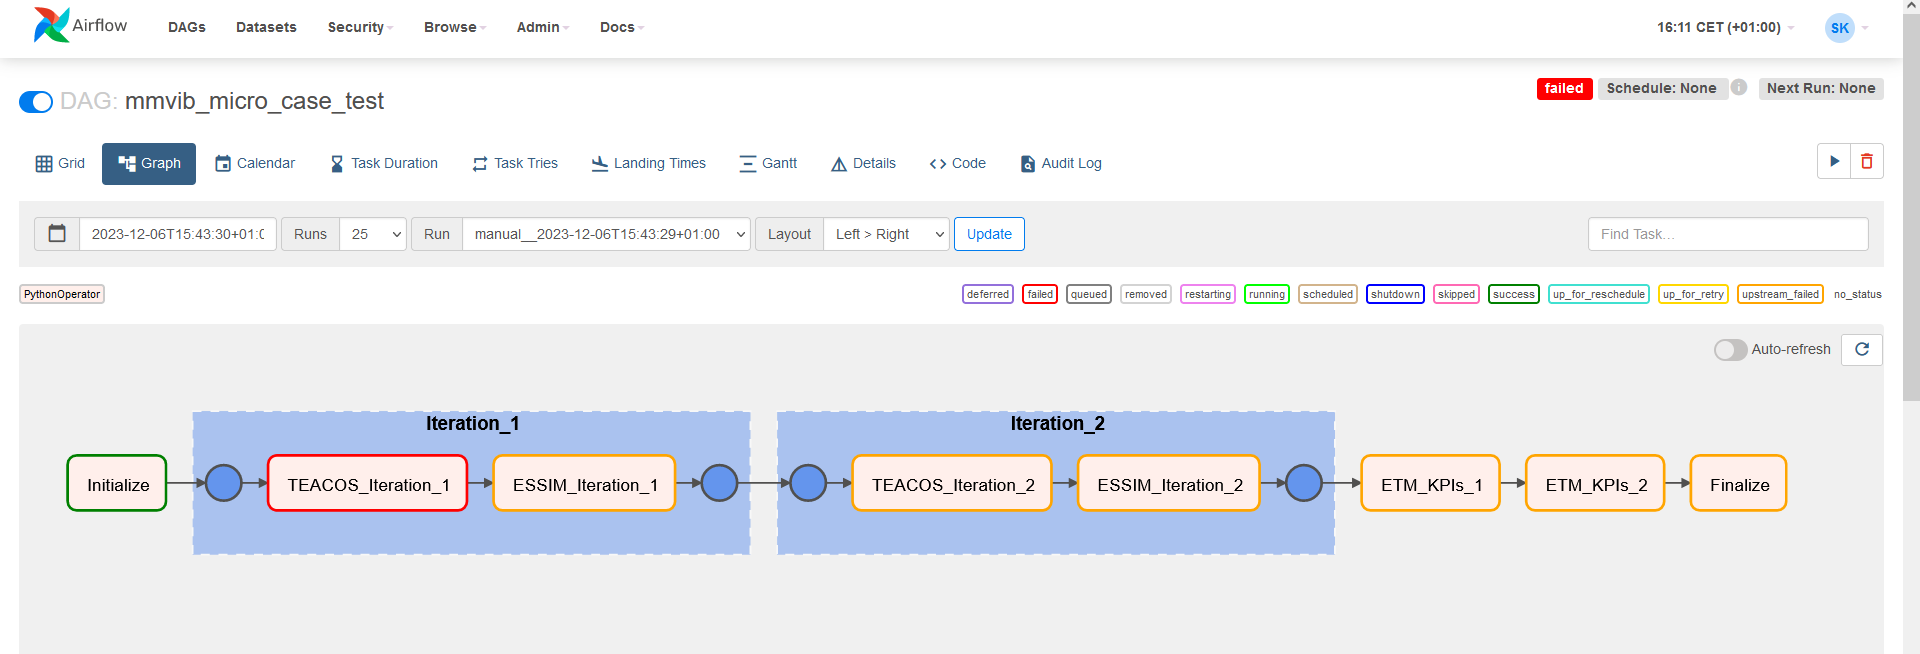 Airflow DAGs Datasets Security Browse Admin Docs 16:11 CET (+01:00) SK
DAG: mmvib_micro_case_test failed Schedule: None i Next Run: None
Grid Graph Calendar Task Duration Task Tries Landing Times Gantt Details Code Audit Log
2023-12-06T15:43:30+01:0 Runs 25 Run manual__2023-12-06T15:43:29+01:00 Layout Left > Right Update Find Task...
PythonOperator deferred failed queued removed restarting running scheduled shutdown skipped success up_for_reschedule up_for_retry upstream_failed no_status
Auto-refresh
Iteration_1 Iteration_2
Initialize TEACOS_Iteration_1 ESSIM_Iteration_1 TEACOS_Iteration_2 ESSIM_Iteration_2 ETM_KPIs_1 ETM_KPIs_2 Finalize